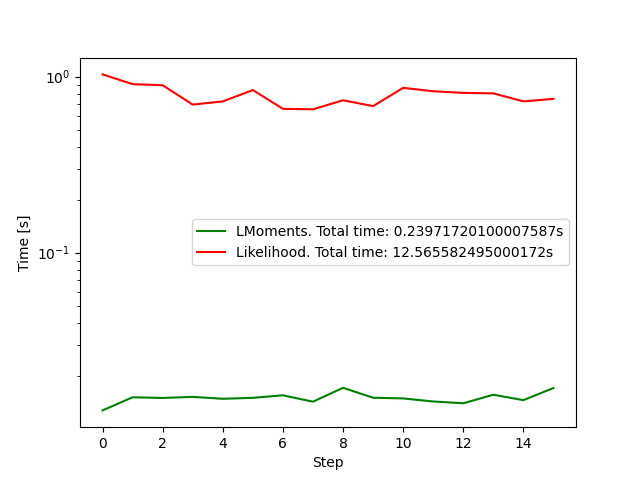 10⁰
10⁻¹
Time [s]
LMoments. Total time: 0.23971720100007587s
Likelihood. Total time: 12.565582495000172s
0 2 4 6 8 10 12 14
Step